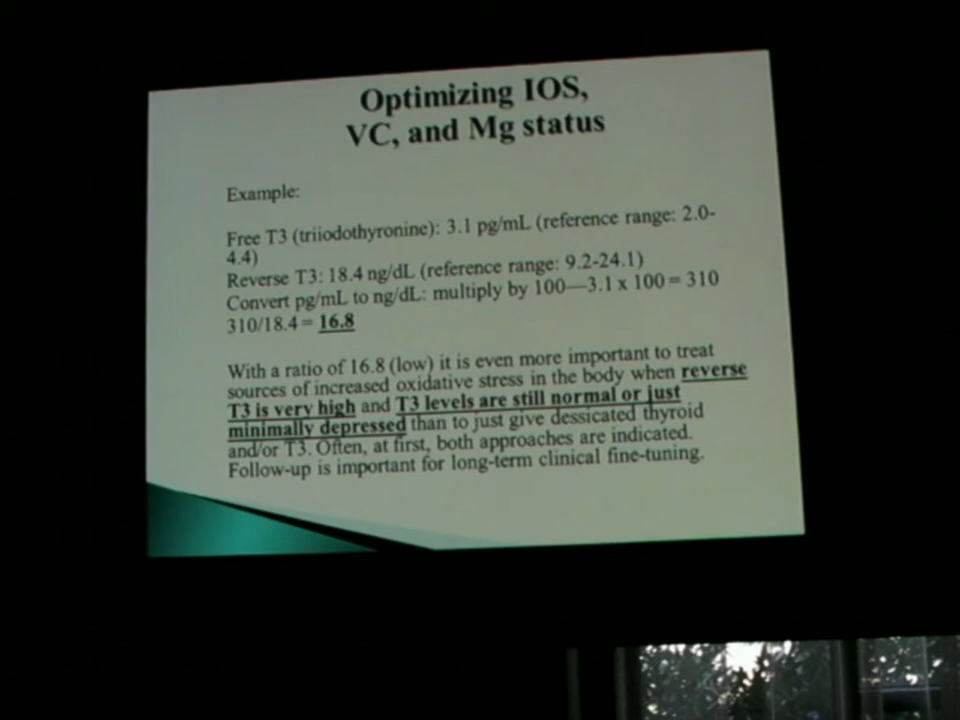 Optimizing IOS,
VC, and Mg status
Example:
Free T3 (triiodothyronine): 3.1 pg/mL (reference range: 2.0-
4.4)
Reverse T3: 18.4 ng/dL (reference range: 9.2-24.1)
Convert pg/mL to ng/dL: multiply by 100—3.1 x 100 = 310
310/18.4 = 16.8
With a ratio of 16.8 (low) it is even more important to treat
sources of increased oxidative stress in the body when reverse
T3 is very high and T3 levels are still normal or just
minimally depressed than to just give dessicated thyroid
and/or T3. Often, at first, both approaches are indicated.
Follow-up is important for long-term clinical fine-tuning.